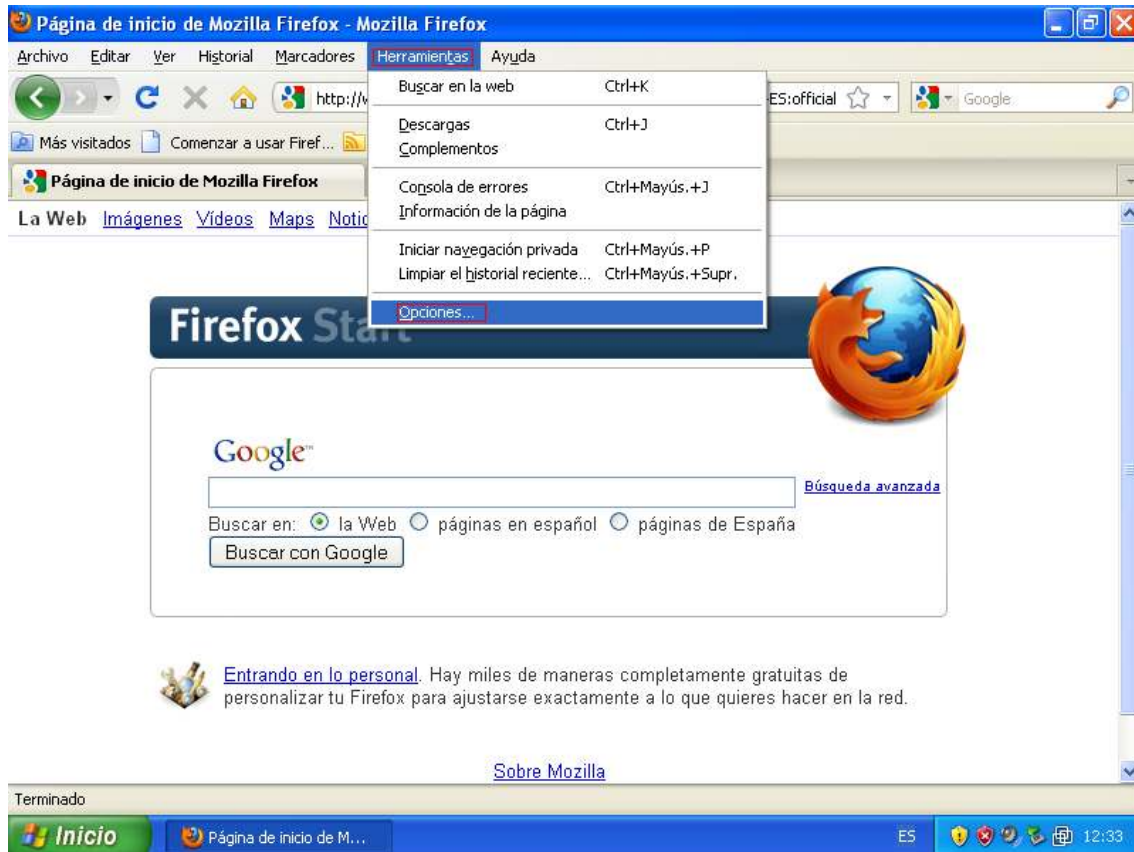 Página de inicio de Mozilla Firefox - Mozilla Firefox
Archivo Editar Ver Historial Marcadores Herramientas Ayuda
http://w ES:official Google
Más visitados Comenzar a usar Firef...
Página de inicio de Mozilla Firefox
La Web Imágenes Vídeos Maps Notic
Buscar en la web Ctrl+K
Descargas Ctrl+J
Complementos
Consola de errores Ctrl+Mayús.+J
Información de la página
Iniciar navegación privada Ctrl+Mayús.+P
Limpiar el historial reciente... Ctrl+Mayús.+Supr.
Opciones...
Firefox Start
Google™
Búsqueda avanzada
Buscar en: la Web páginas en español páginas de España
Buscar con Google
Entrando en lo personal. Hay miles de maneras completamente gratuitas de
personalizar tu Firefox para ajustarse exactamente a lo que quieres hacer en la red.
Sobre Mozilla
Terminado
Inicio Página de inicio de M... ES 12:33